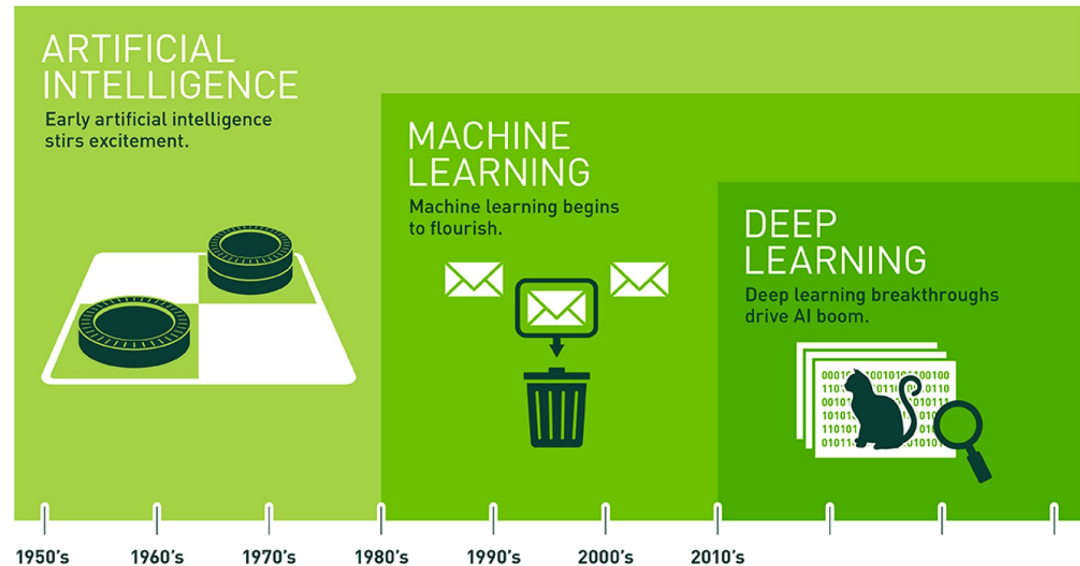 ARTIFICIAL
INTELLIGENCE
Early artificial intelligence
stirs excitement.
MACHINE
LEARNING
Machine learning begins
to flourish.
DEEP
LEARNING
Deep learning breakthroughs
drive AI boom.
1950's
1960's
1970's
1980's
1990's
2000's
2010's